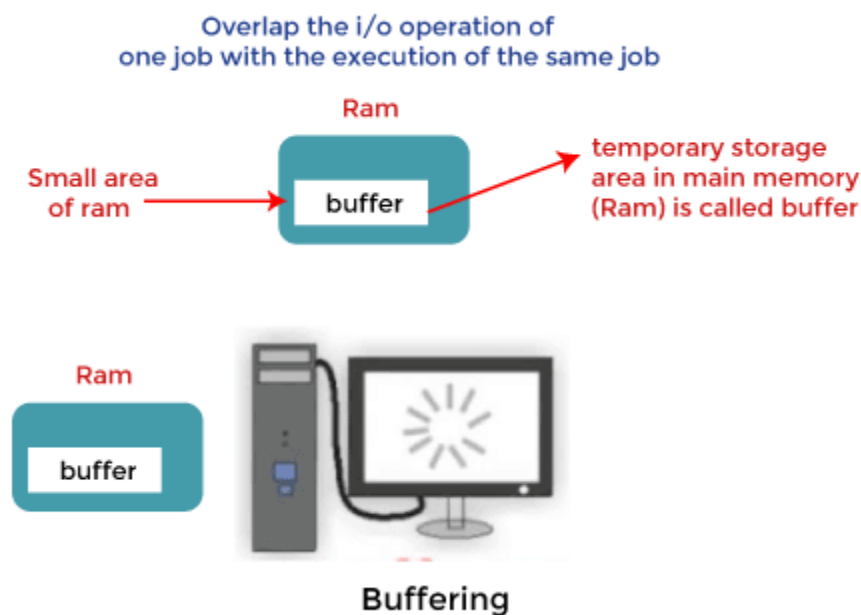 Overlap the i/o operation of
one job with the execution of the same job
Ram
Small area
of ram
buffer
temporary storage
area in main memory
(Ram) is called buffer
Ram
buffer
Buffering